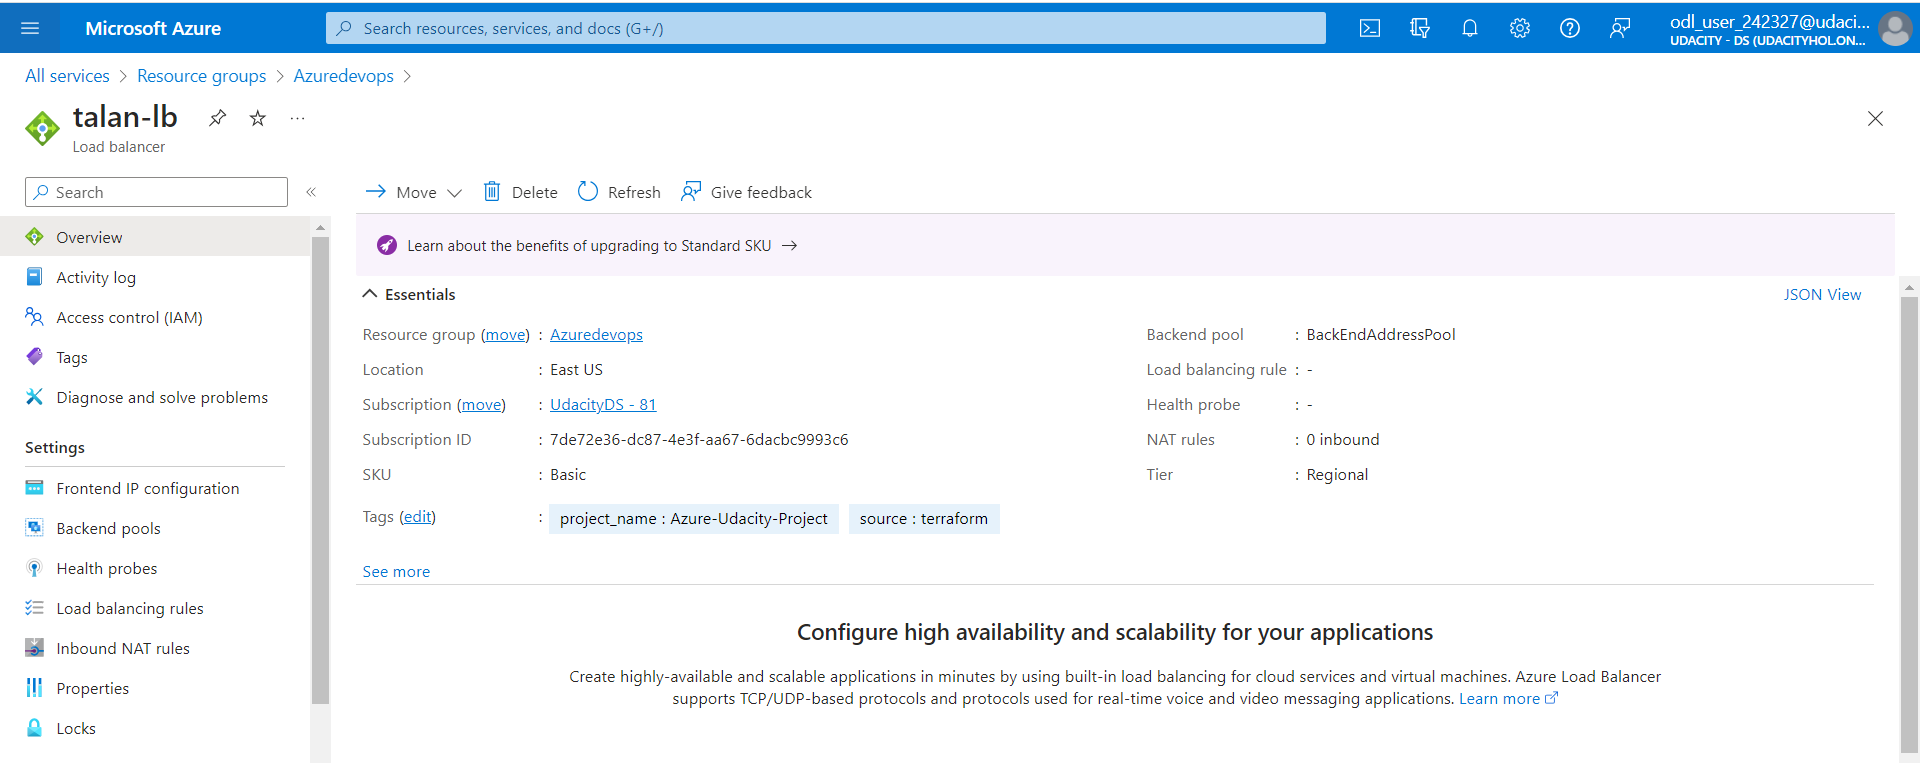 Microsoft Azure
Search resources, services, and docs (G+/)
odl_user_242327@udaci...
UDACITY - DS (UDACITYHOL.ON...
All services > Resource groups > Azuredevops >
talan-lb
...
Load balancer
Search
«
Move
Delete
Refresh
Give feedback
Learn about the benefits of upgrading to Standard SKU →
Overview
Activity log
Access control (IAM)
Tags
Diagnose and solve problems
Settings
Frontend IP configuration
Backend pools
Health probes
Load balancing rules
Inbound NAT rules
Properties
Locks
Essentials
JSON View
Resource group (move) : Azuredevops
Location : East US
Subscription (move) : UdacityDS - 81
Subscription ID : 7de72e36-dc87-4e3f-aa67-6dacbc9993c6
SKU : Basic
Tags (edit) : project_name : Azure-Udacity-Project source : terraform
Backend pool : BackEndAddressPool
Load balancing rule : -
Health probe : -
NAT rules : 0 inbound
Tier : Regional
See more
Configure high availability and scalability for your applications
Create highly-available and scalable applications in minutes by using built-in load balancing for cloud services and virtual machines. Azure Load Balancer
supports TCP/UDP-based protocols and protocols used for real-time voice and video messaging applications. Learn more